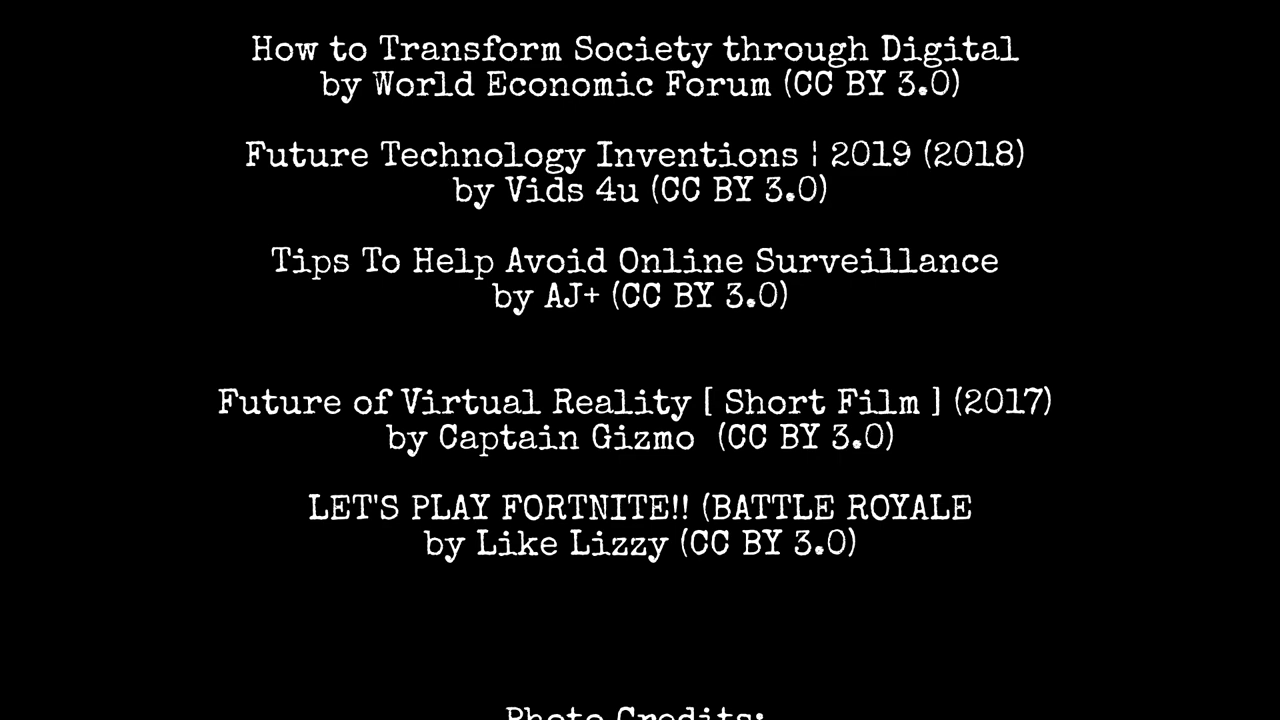 How to Transform Society through Digital
by World Economic Forum (CC BY 3.0)
Future Technology Inventions ¦ 2019 (2018)
by Vids 4u (CC BY 3.0)
Tips To Help Avoid Online Surveillance
by AJ+ (CC BY 3.0)
Future of Virtual Reality [ Short Film ] (2017)
by Captain Gizmo (CC BY 3.0)
LET'S PLAY FORTNITE!! (BATTLE ROYALE
by Like Lizzy (CC BY 3.0)
Photo Credits: